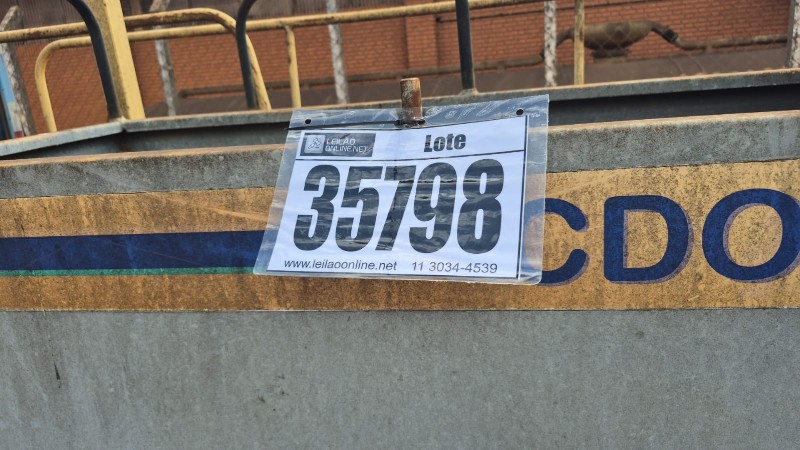 LEILÃO
ONLINE.NET
Lote
35798
www.leilaoonline.net 11 3034-4539
CDO